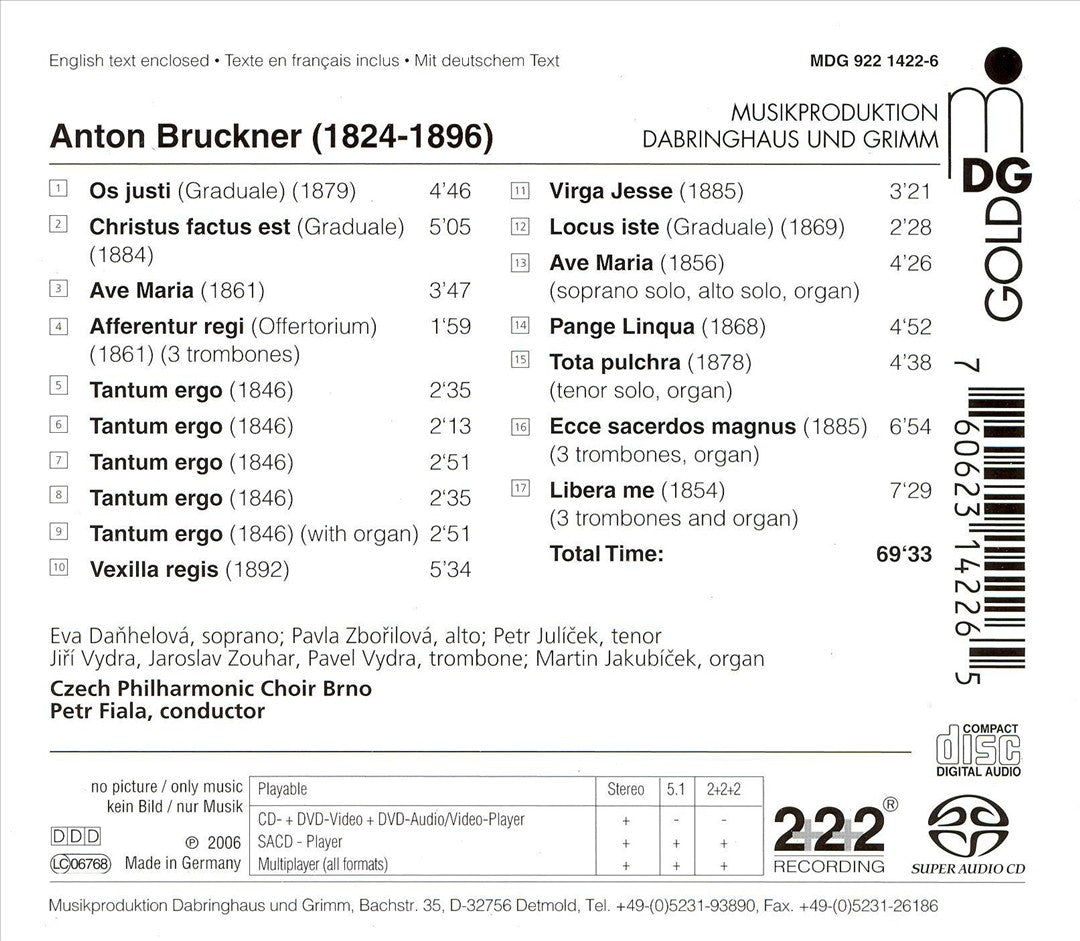 English text enclosed • Texte en français inclus • Mit deutschem Text
MDG 922 1422-6
MUSIKPRODUKTION
DABRINGHAUS UND GRIMM
DG
GOLD
Anton Bruckner (1824-1896)
1 Os justi (Graduale) (1879) 4'46
2 Christus factus est (Graduale) 5'05
(1884)
3 Ave Maria (1861) 3'47
4 Afferentur regi (Offertorium) 1'59
(1861) (3 trombones)
5 Tantum ergo (1846) 2'35
6 Tantum ergo (1846) 2'13
7 Tantum ergo (1846) 2'51
8 Tantum ergo (1846) 2'35
9 Tantum ergo (1846) (with organ) 2'51
10 Vexilla regis (1892) 5'34
11 Virga Jesse (1885) 3'21
12 Locus iste (Graduale) (1869) 2'28
13 Ave Maria (1856) 4'26
(soprano solo, alto solo, organ)
14 Pange Linqua (1868) 4'52
15 Tota pulchra (1878) 4'38
(tenor solo, organ)
16 Ecce sacerdos magnus (1885) 6'54
(3 trombones, organ)
17 Libera me (1854) 7'29
(3 trombones and organ)
Total Time: 69'33
7 60623 14226 5
Eva Daňhelová, soprano; Pavla Zbořilová, alto; Petr Julíček, tenor
Jiří Vydra, Jaroslav Zouhar, Pavel Vydra, trombone; Martin Jakubíček, organ
Czech Philharmonic Choir Brno
Petr Fiala, conductor
COMPACT
disc
DIGITAL AUDIO
no picture / only music
kein Bild / nur Musik
DDD
℗ 2006
LC 06768
Made in Germany
Playable Stereo 5.1 2+2+2
CD- + DVD-Video + DVD-Audio/Video-Player + - -
SACD - Player + + +
Multiplayer (all formats) + + +
2+2+2 ®
RECORDING
SUPER AUDIO CD
Musikproduktion Dabringhaus und Grimm, Bachstr. 35, D-32756 Detmold, Tel. +49-(0)5231-93890, Fax. +49-(0)5231-26186